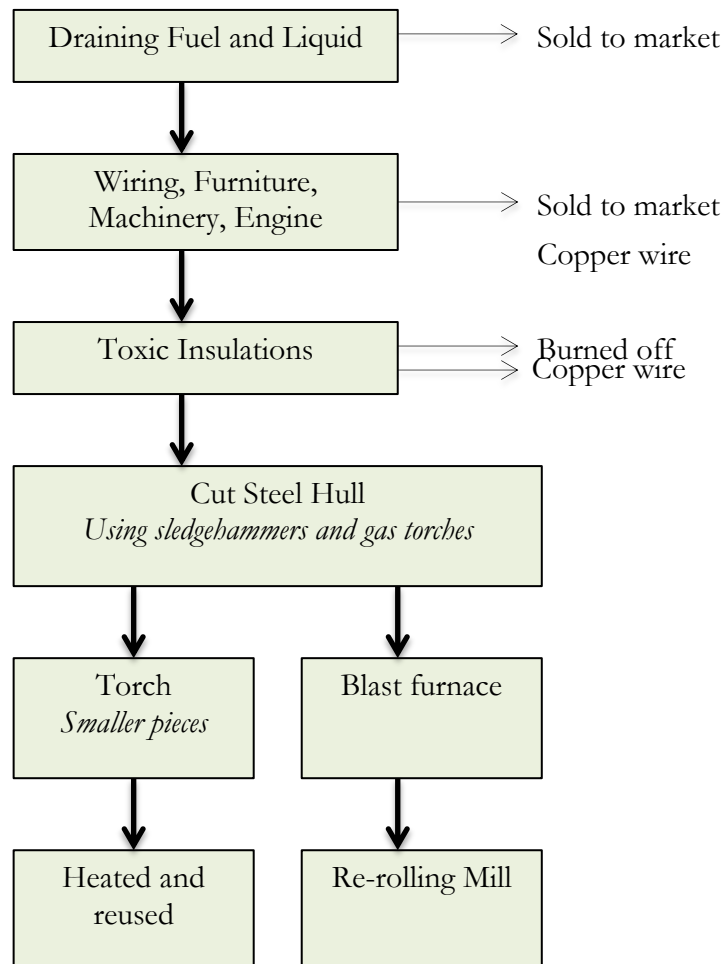 Draining Fuel and Liquid
Sold to market
Wiring, Furniture,
Machinery, Engine
Sold to market
Copper wire
Toxic Insulations
Burned off
Copper wire
Cut Steel Hull
Using sledgehammers and gas torches
Torch
Smaller pieces
Blast furnace
Heated and
reused
Re-rolling Mill